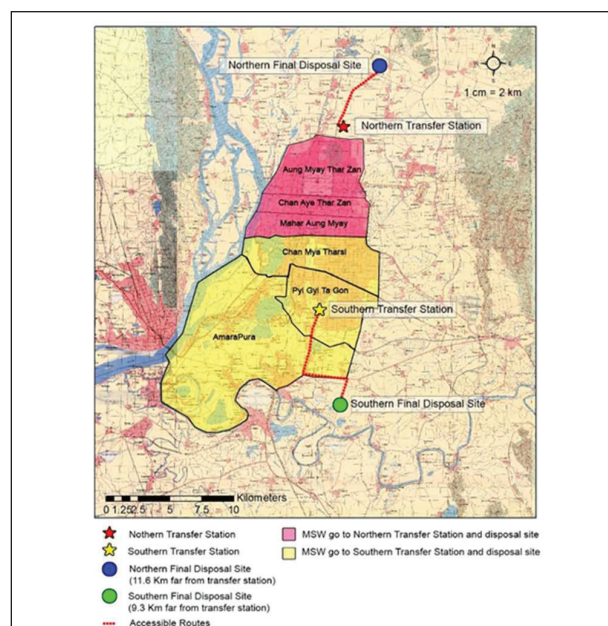 Northern Final Disposal Site
1 cm = 2 km
Northern Transfer Station
Aung Myay Thar Zan
Chan Aye Thar Zan
Mahar Aung Myay
Chan Mya Tharsi
Pyi Gyi Ta Gon
Southern Transfer Station
AmaraPura
Southern Final Disposal Site
Kilometers
0 1.25 2.5 5 7.5 10
Nothern Transfer Station
Southern Transfer Station
Northern Final Disposal Site
(11.6 Km far from transfer station)
Southern Final Disposal Site
(9.3 Km far from transfer station)
Accessible Routes
MSW go to Northern Transfer Station and disposal site
MSW go to Southern Transfer Station and disposal site